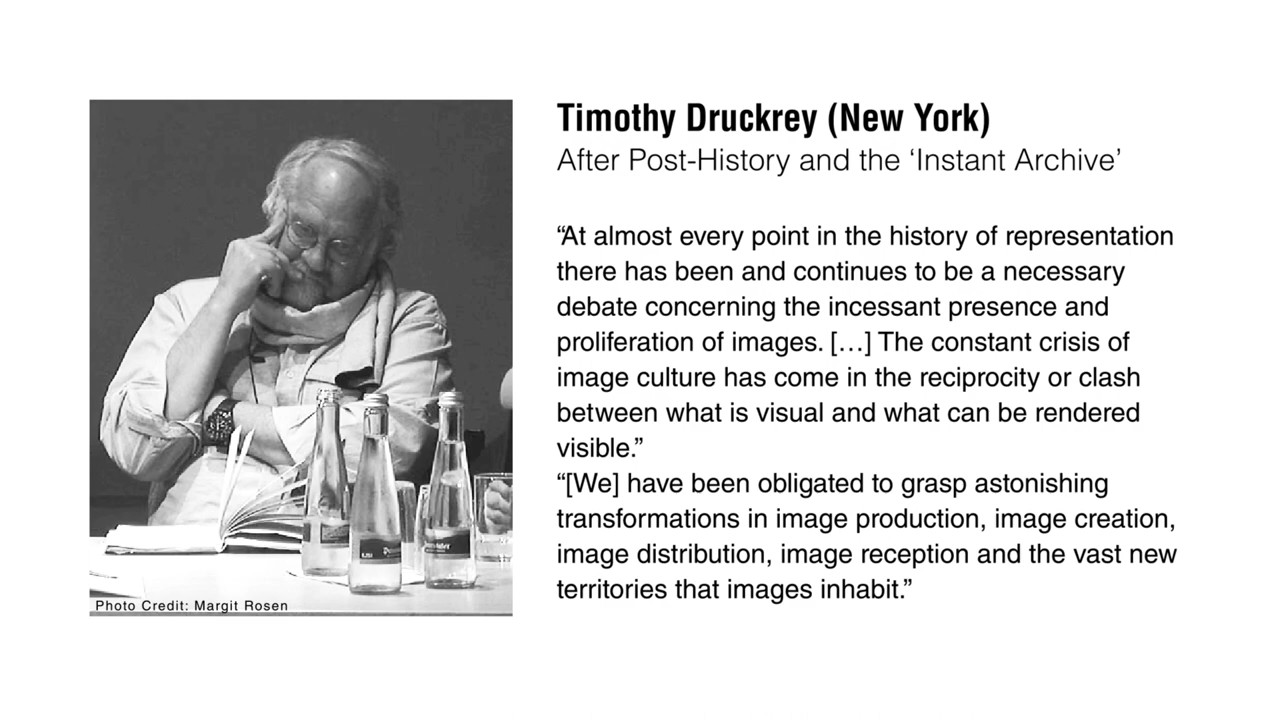 Timothy Druckrey (New York)
After Post-History and the ‘Instant Archive’
“At almost every point in the history of representation
there has been and continues to be a necessary
debate concerning the incessant presence and
proliferation of images. […] The constant crisis of
image culture has come in the reciprocity or clash
between what is visual and what can be rendered
visible.”
“[We] have been obligated to grasp astonishing
transformations in image production, image creation,
image distribution, image reception and the vast new
territories that images inhabit.”
Photo Credit: Margit Rosen